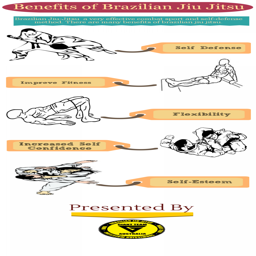 Benefits of Brazilian Jiu Jitsu
Brazilian Jiu-Jitsu a very effective combat sport and self-defense
method. There are many benefits of brazilian jiu jitsu.
Self Defense
Improve Fitness
Flexibility
Increased Self
Confidence
Self-Esteem
Presented By
AUSTRALIA